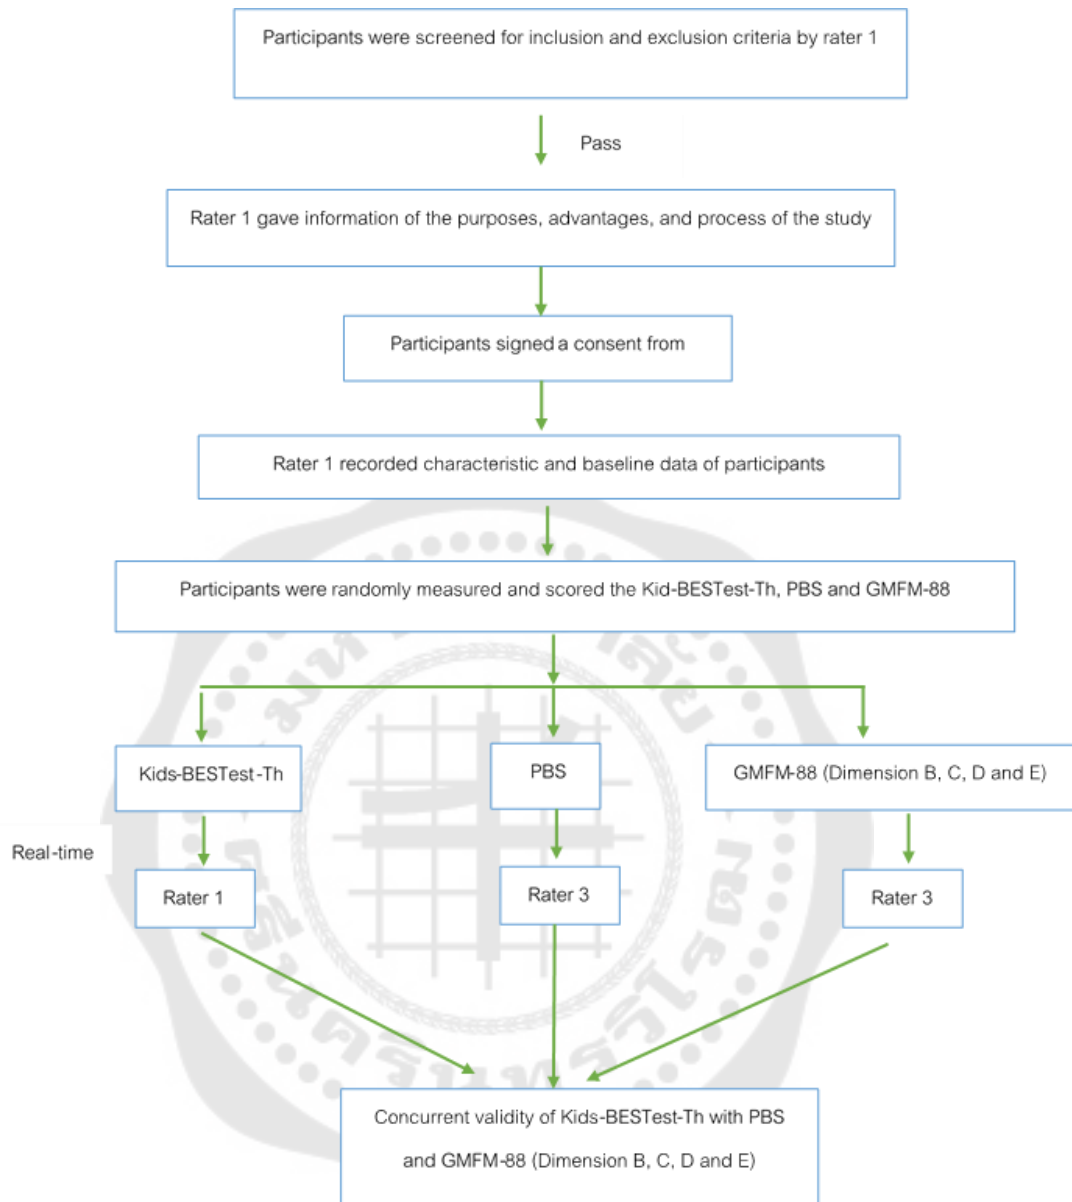 Participants were screened for inclusion and exclusion criteria by rater 1
Pass
Rater 1 gave information of the purposes, advantages, and process of the study
Participants signed a consent from
Rater 1 recorded characteristic and baseline data of participants
Participants were randomly measured and scored the Kid-BESTest-Th, PBS and GMFM-88
Kids-BESTest-Th
PBS
GMFM-88 (Dimension B, C, D and E)
Real-time
Rater 1
Rater 3
Rater 3
Concurrent validity of Kids-BESTest-Th with PBS
and GMFM-88 (Dimension B, C, D and E)